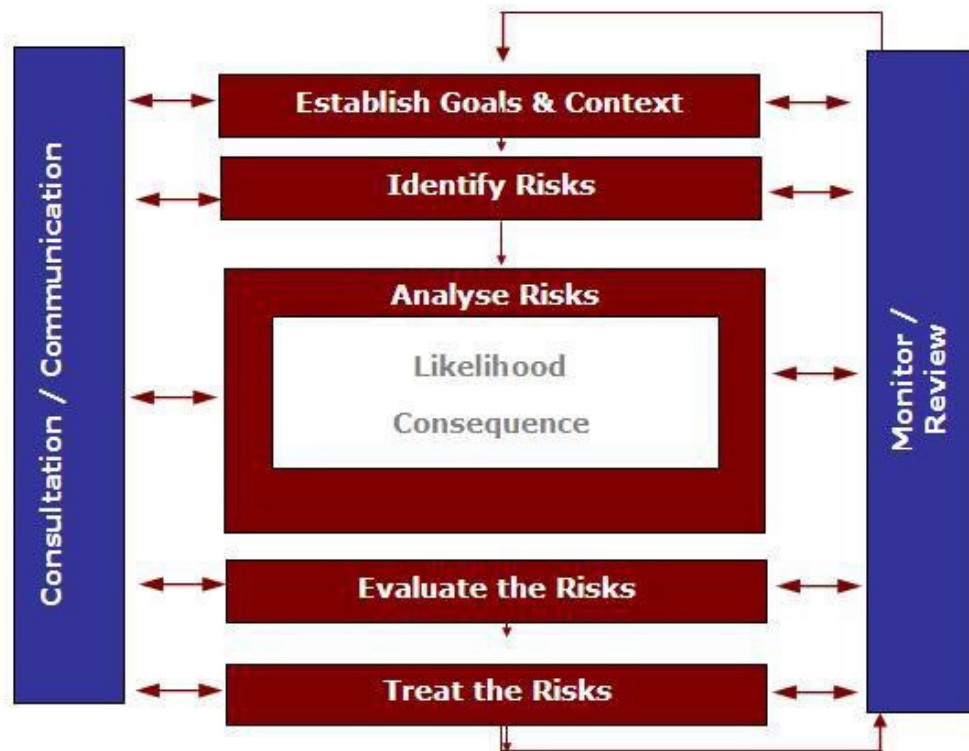 Establish Goals & Context
Identify Risks
Analyse Risks
Likelihood
Consequence
Evaluate the Risks
Treat the Risks
Consultation / Communication
Monitor /
Review